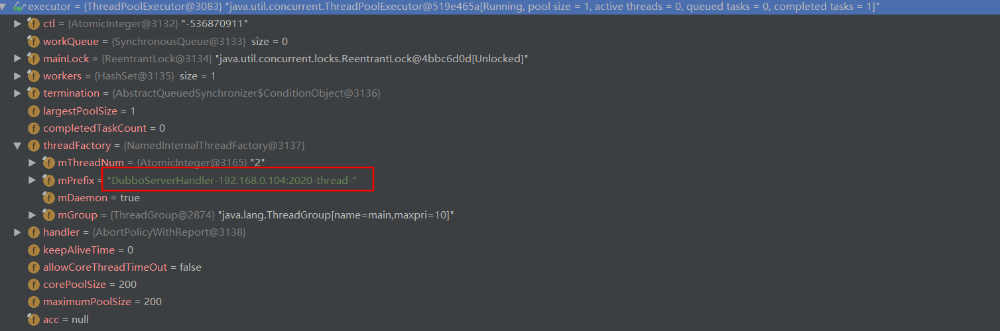 executor = {ThreadPoolExecutor@3083} "java.util.concurrent.ThreadPoolExecutor@519e465a[Running, pool size = 1, active threads = 0, queued tasks = 0, completed tasks = 1]"
f ctl = {AtomicInteger@3132} "-536870911"
f workQueue = {SynchronousQueue@3133} size = 0
f mainLock = {ReentrantLock@3134} "java.util.concurrent.locks.ReentrantLock@4bbc6d0d[Unlocked]"
f workers = {HashSet@3135} size = 1
f termination = {AbstractQueuedSynchronizer$ConditionObject@3136}
f largestPoolSize = 1
f completedTaskCount = 0
f threadFactory = {NamedInternalThreadFactory@3137}
f mThreadNum = {AtomicInteger@3165} "2"
f mPrefix = "DubboServerHandler-192.168.0.104:2020-thread-"
f mDaemon = true
f mGroup = {ThreadGroup@2874} "java.lang.ThreadGroup[name=main,maxpri=10]"
f handler = {AbortPolicyWithReport@3138}
f keepAliveTime = 0
f allowCoreThreadTimeOut = false
f corePoolSize = 200
f maximumPoolSize = 200
f acc = null